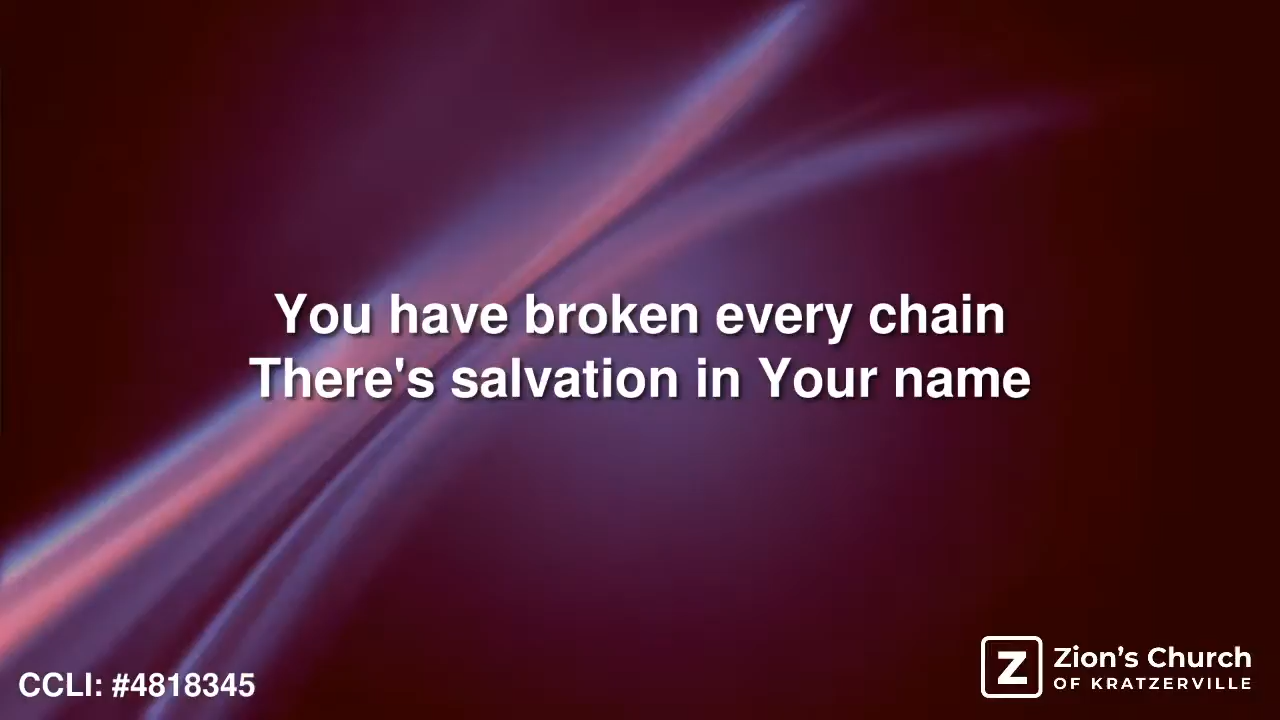 You have broken every chain
There's salvation in Your name
CCLI: #4818345
Z
Zion's Church
OF KRATZERVILLE